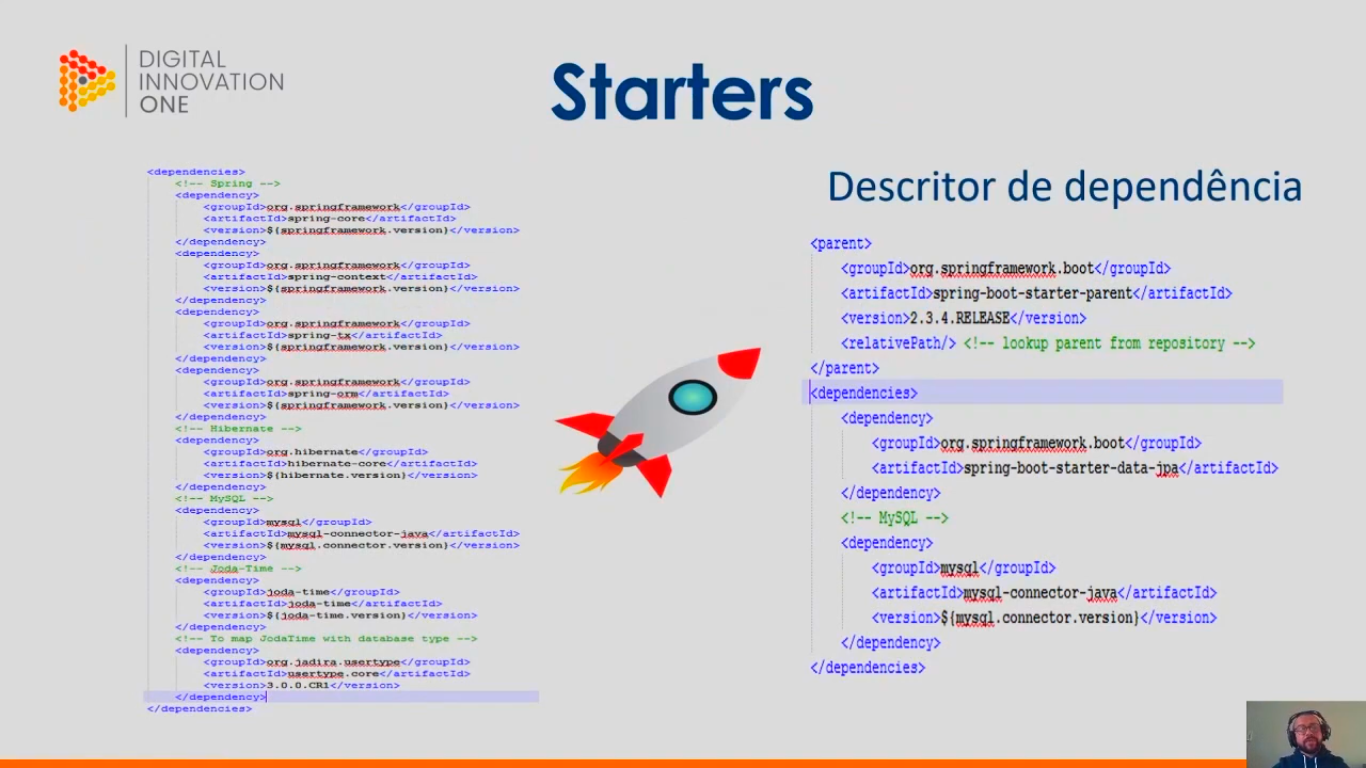 DIGITAL
INNOVATION
ONE
Starters
<dependencies>
<!-- Spring -->
<dependency>
<groupId>org.springframework</groupId>
<artifactId>spring-core</artifactId>
<version>${springframework.version}</version>
</dependency>
<dependency>
<groupId>org.springframework</groupId>
<artifactId>spring-context</artifactId>
<version>${springframework.version}</version>
</dependency>
<dependency>
<groupId>org.springframework</groupId>
<artifactId>spring-tx</artifactId>
<version>${springframework.version}</version>
</dependency>
<dependency>
<groupId>org.springframework</groupId>
<artifactId>spring-orm</artifactId>
<version>${springframework.version}</version>
</dependency>
<!-- Hibernate -->
<dependency>
<groupId>org.hibernate</groupId>
<artifactId>hibernate-core</artifactId>
<version>${hibernate.version}</version>
</dependency>
<!-- MySQL -->
<dependency>
<groupId>mysql</groupId>
<artifactId>mysql-connector-java</artifactId>
<version>${mysql.connector.version}</version>
</dependency>
<!-- Joda-Time -->
<dependency>
<groupId>joda-time</groupId>
<artifactId>joda-time</artifactId>
<version>${joda-time.version}</version>
</dependency>
<!-- To map JodaTime with database type -->
<dependency>
<groupId>org.jadira.usertype</groupId>
<artifactId>usertype.core</artifactId>
<version>3.0.0.CR1</version>
</dependency>
</dependencies>
Descritor de dependência
<parent>
<groupId>org.springframework.boot</groupId>
<artifactId>spring-boot-starter-parent</artifactId>
<version>2.3.4.RELEASE</version>
<relativePath/> <!-- lookup parent from repository -->
</parent>
<dependencies>
<dependency>
<groupId>org.springframework.boot</groupId>
<artifactId>spring-boot-starter-data-jpa</artifactId>
</dependency>
<!-- MySQL -->
<dependency>
<groupId>mysql</groupId>
<artifactId>mysql-connector-java</artifactId>
<version>${mysql.connector.version}</version>
</dependency>
</dependencies>